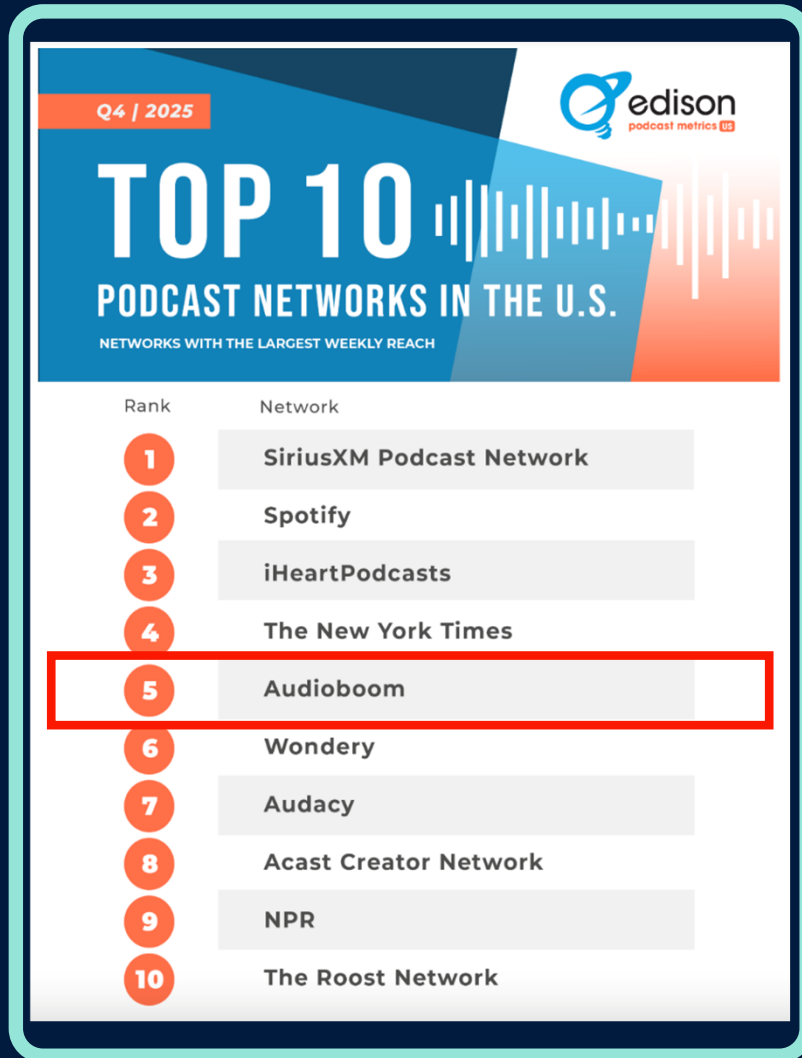 Q4 | 2025
edison
podcast metrics US
TOP 10
PODCAST NETWORKS IN THE U.S.
NETWORKS WITH THE LARGEST WEEKLY REACH
Rank Network
1 SiriusXM Podcast Network
2 Spotify
3 iHeartPodcasts
4 The New York Times
5 Audioboom
6 Wondery
7 Audacy
8 Acast Creator Network
9 NPR
10 The Roost Network